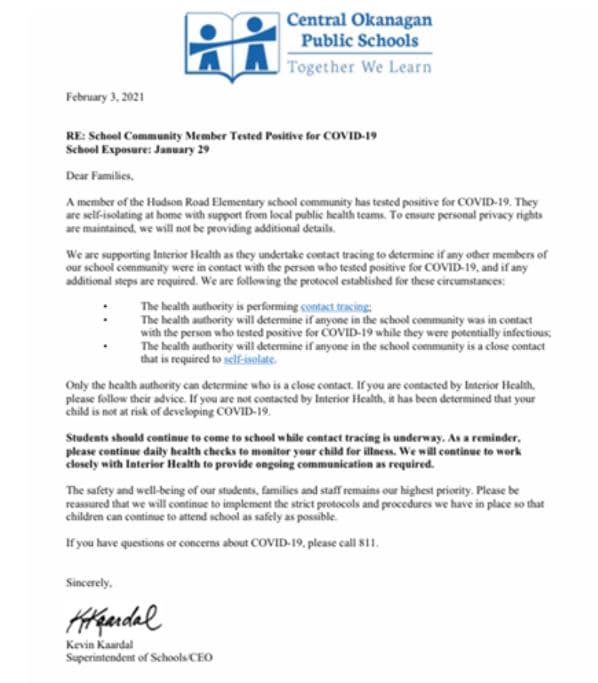 Central Okanagan
Public Schools
Together We Learn
February 3, 2021
RE: School Community Member Tested Positive for COVID-19
School Exposure: January 29
Dear Families,
A member of the Hudson Road Elementary school community has tested positive for COVID-19. They
are self-isolating at home with support from local public health teams. To ensure personal privacy rights
are maintained, we will not be providing additional details.
We are supporting Interior Health as they undertake contact tracing to determine if any other members of
our school community were in contact with the person who tested positive for COVID-19, and if any
additional steps are required. We are following the protocol established for these circumstances:
• The health authority is performing contact tracing;
• The health authority will determine if anyone in the school community was in contact
with the person who tested positive for COVID-19 while they were potentially infectious;
• The health authority will determine if anyone in the school community is a close contact
that is required to self-isolate.
Only the health authority can determine who is a close contact. If you are contacted by Interior Health,
please follow their advice. If you are not contacted by Interior Health, it has been determined that your
child is not at risk of developing COVID-19.
Students should continue to come to school while contact tracing is underway. As a reminder,
please continue daily health checks to monitor your child for illness. We will continue to work
closely with Interior Health to provide ongoing communication as required.
The safety and well-being of our students, families and staff remains our highest priority. Please be
reassured that we will continue to implement the strict protocols and procedures we have in place so that
children can continue to attend school as safely as possible.
If you have questions or concerns about COVID-19, please call 811.
Sincerely,
KKaardal
Kevin Kaardal
Superintendent of Schools/CEO